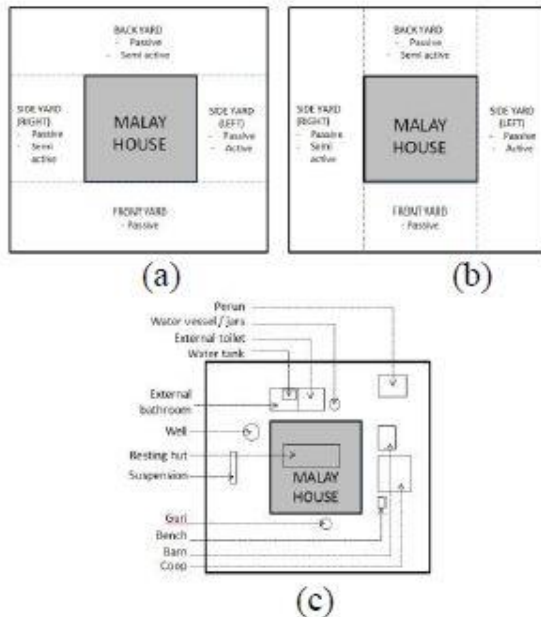 BACK YARD
- Passive
- Semi active
SIDE YARD
(RIGHT)
- Passive
- Semi
active
MALAY
HOUSE
SIDE YARD
(LEFT)
- Passive
- Active
FRONT YARD
- Passive
(a)
BACK YARD
- Passive
- Semi active
SIDE YARD
(RIGHT)
- Passive
- Semi
active
MALAY
HOUSE
SIDE YARD
(LEFT)
- Passive
- Active
FRONT YARD
- Passive
(b)
Perun
Water vessel/ jars
External toilet
Water tank
External
bathroom
Well
Resting hut
Suspension
MALAY
HOUSE
Guri
Bench
Barn
Coop
(c)